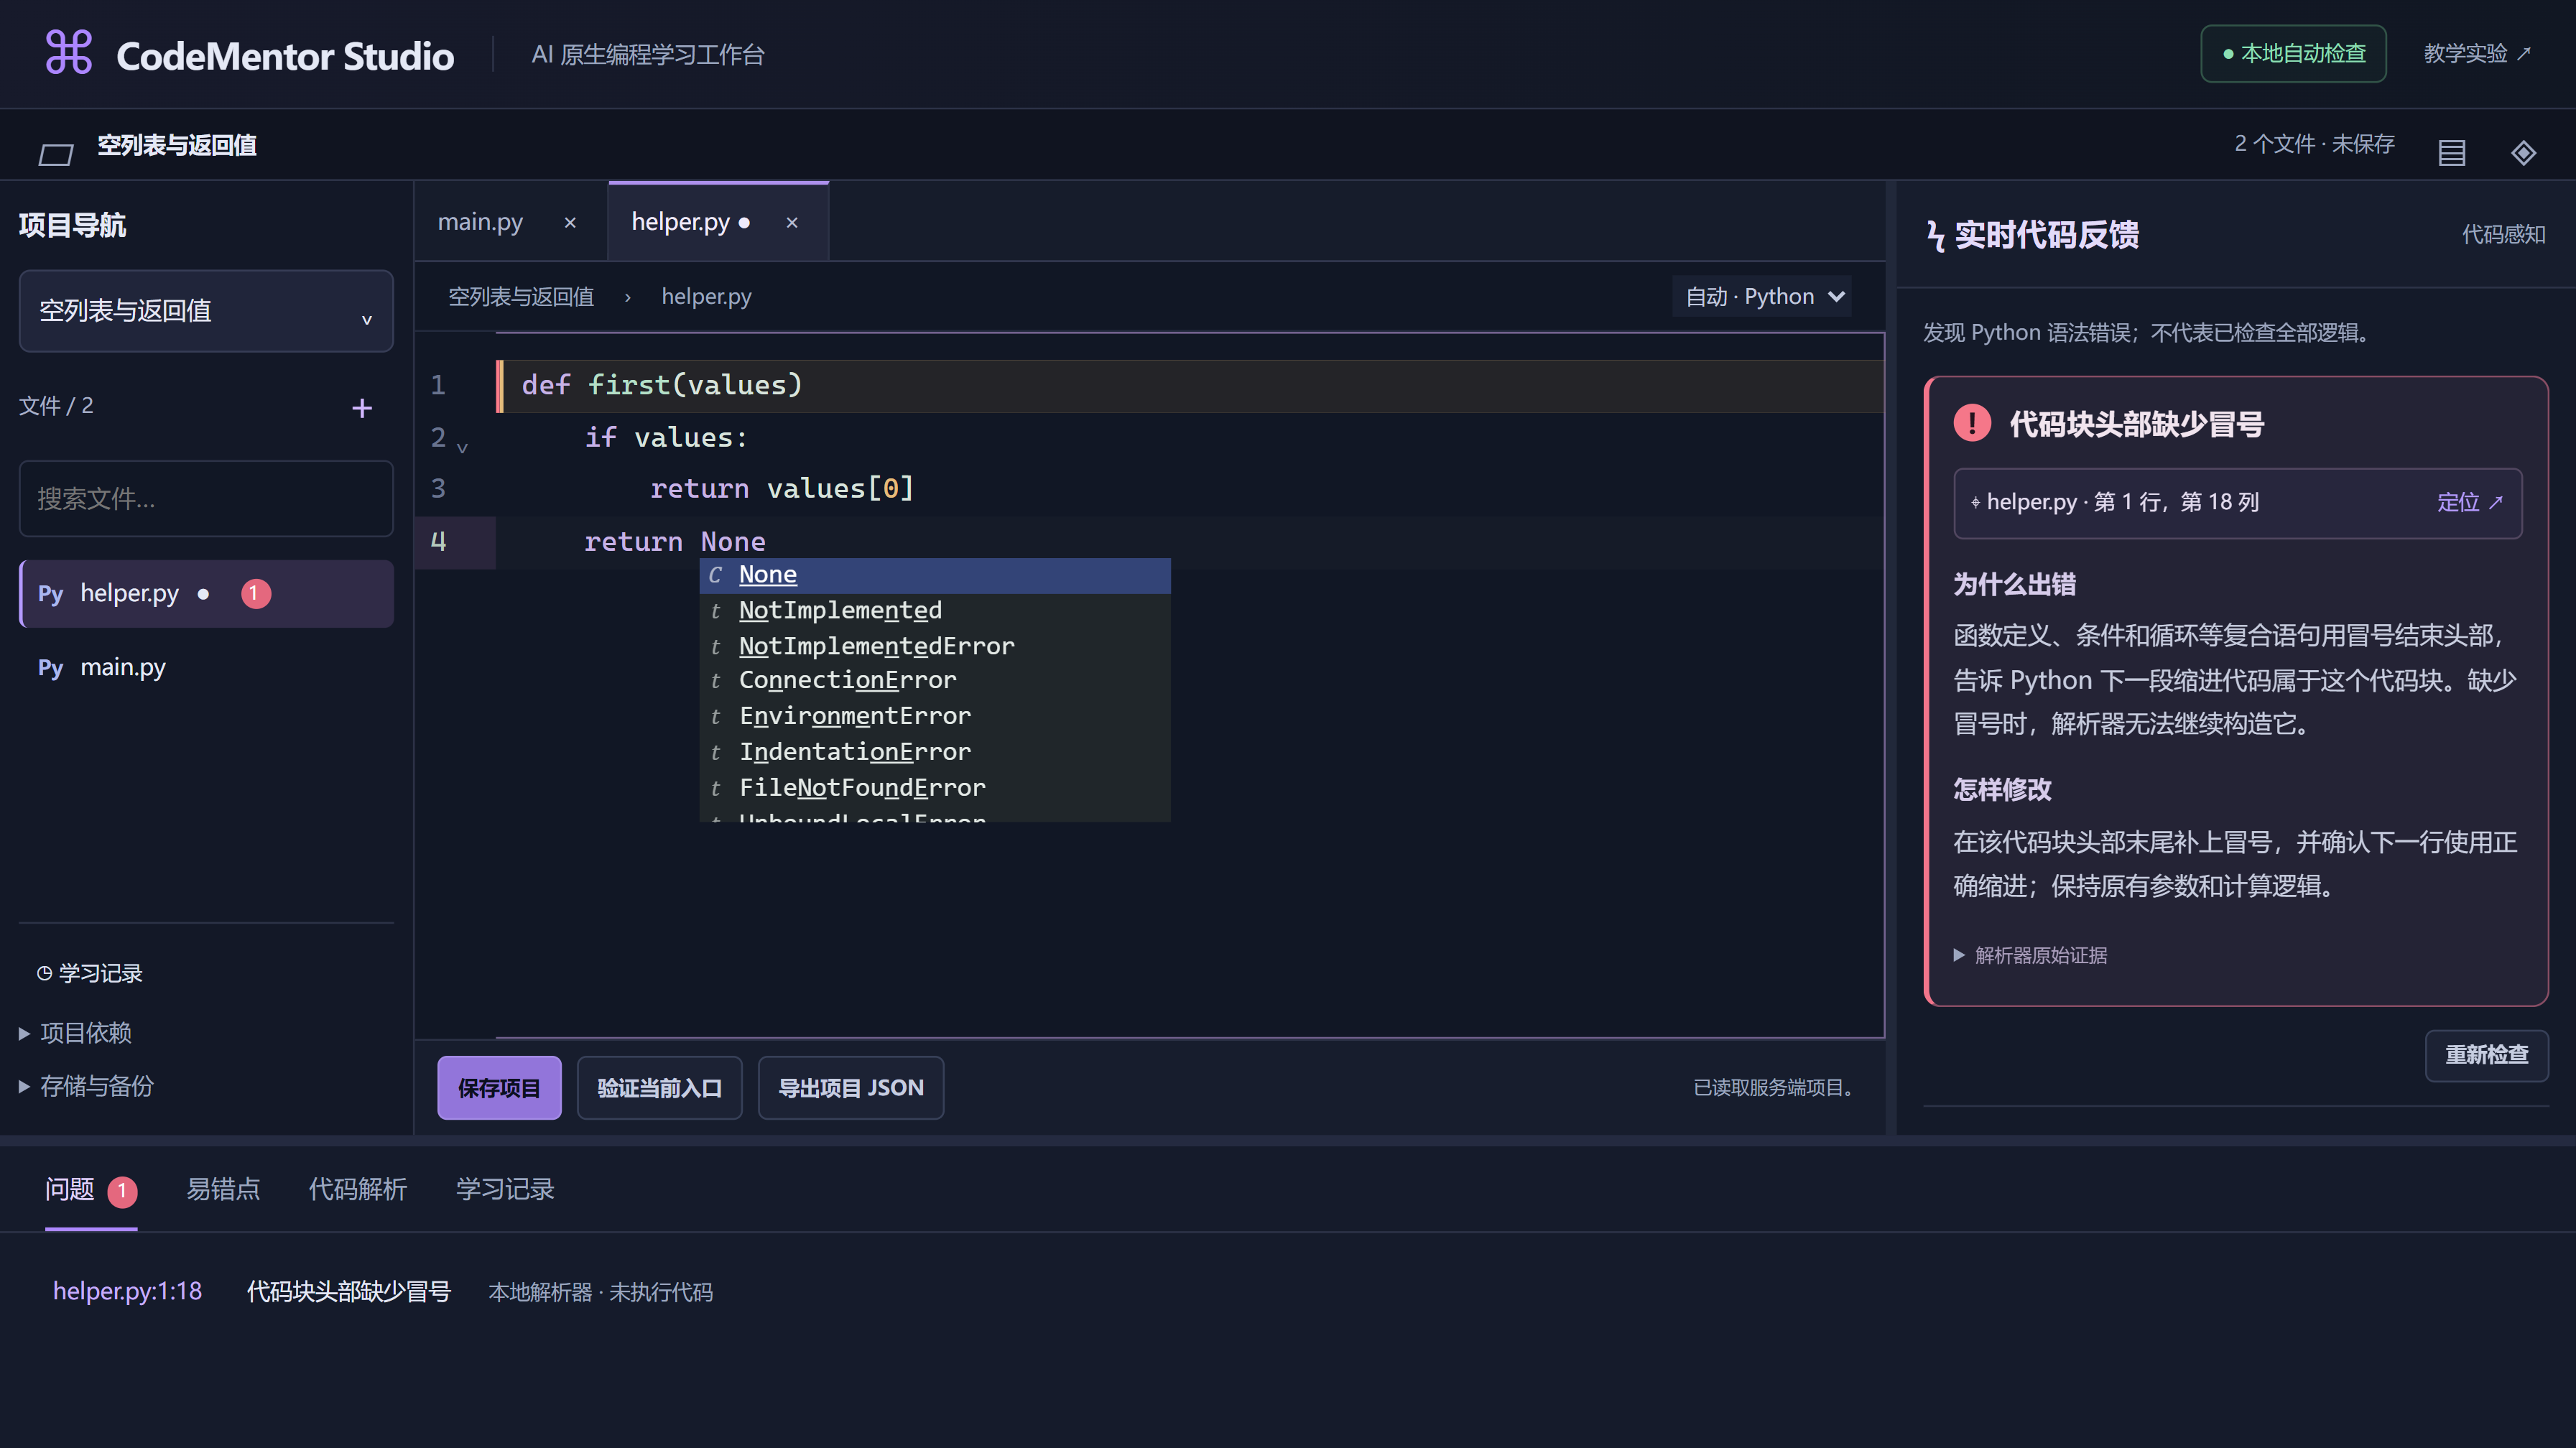 ⌘ CodeMentor Studio
AI 原生编程学习工作台
● 本地自动检查
教学实验 ↗
空列表与返回值
2 个文件 · 未保存
项目导航
空列表与返回值
文件 / 2
+
搜索文件...
Py helper.py ● 1
Py main.py
◷ 学习记录
▶ 项目依赖
▶ 存储与备份
main.py ×
helper.py ● ×
空列表与返回值 › helper.py
自动 · Python
1 def first(values)
2     if values:
3         return values[0]
4     return None
C None
t NotImplemented
t NotImplementedError
t ConnectionError
t EnvironmentError
t IndentationError
t FileNotFoundError
t UnboundLocalError
保存项目
验证当前入口
导出项目 JSON
已读取服务端项目。
实时代码反馈
代码感知
发现 Python 语法错误；不代表已检查全部逻辑。
! 代码块头部缺少冒号
⌖ helper.py · 第 1 行，第 18 列
定位 ↗
为什么出错
函数定义、条件和循环等复合语句用冒号结束头部，
告诉 Python 下一段缩进代码属于这个代码块。缺少
冒号时，解析器无法继续构造它。
怎样修改
在该代码块头部末尾补上冒号，并确认下一行使用正
确缩进；保持原有参数和计算逻辑。
▶ 解析器原始证据
重新检查
问题 1
易错点
代码解析
学习记录
helper.py:1:18
代码块头部缺少冒号
本地解析器 · 未执行代码